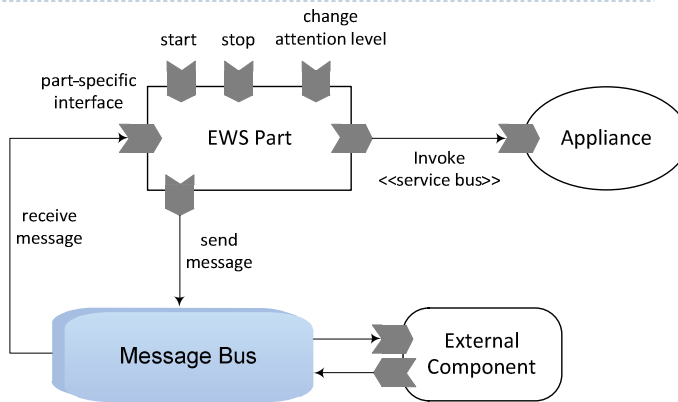 change
attention level
start
stop
part-specific
interface
EWS Part
Appliance
Invoke
<<service bus>>
receive
message
send
message
Message Bus
External
Component